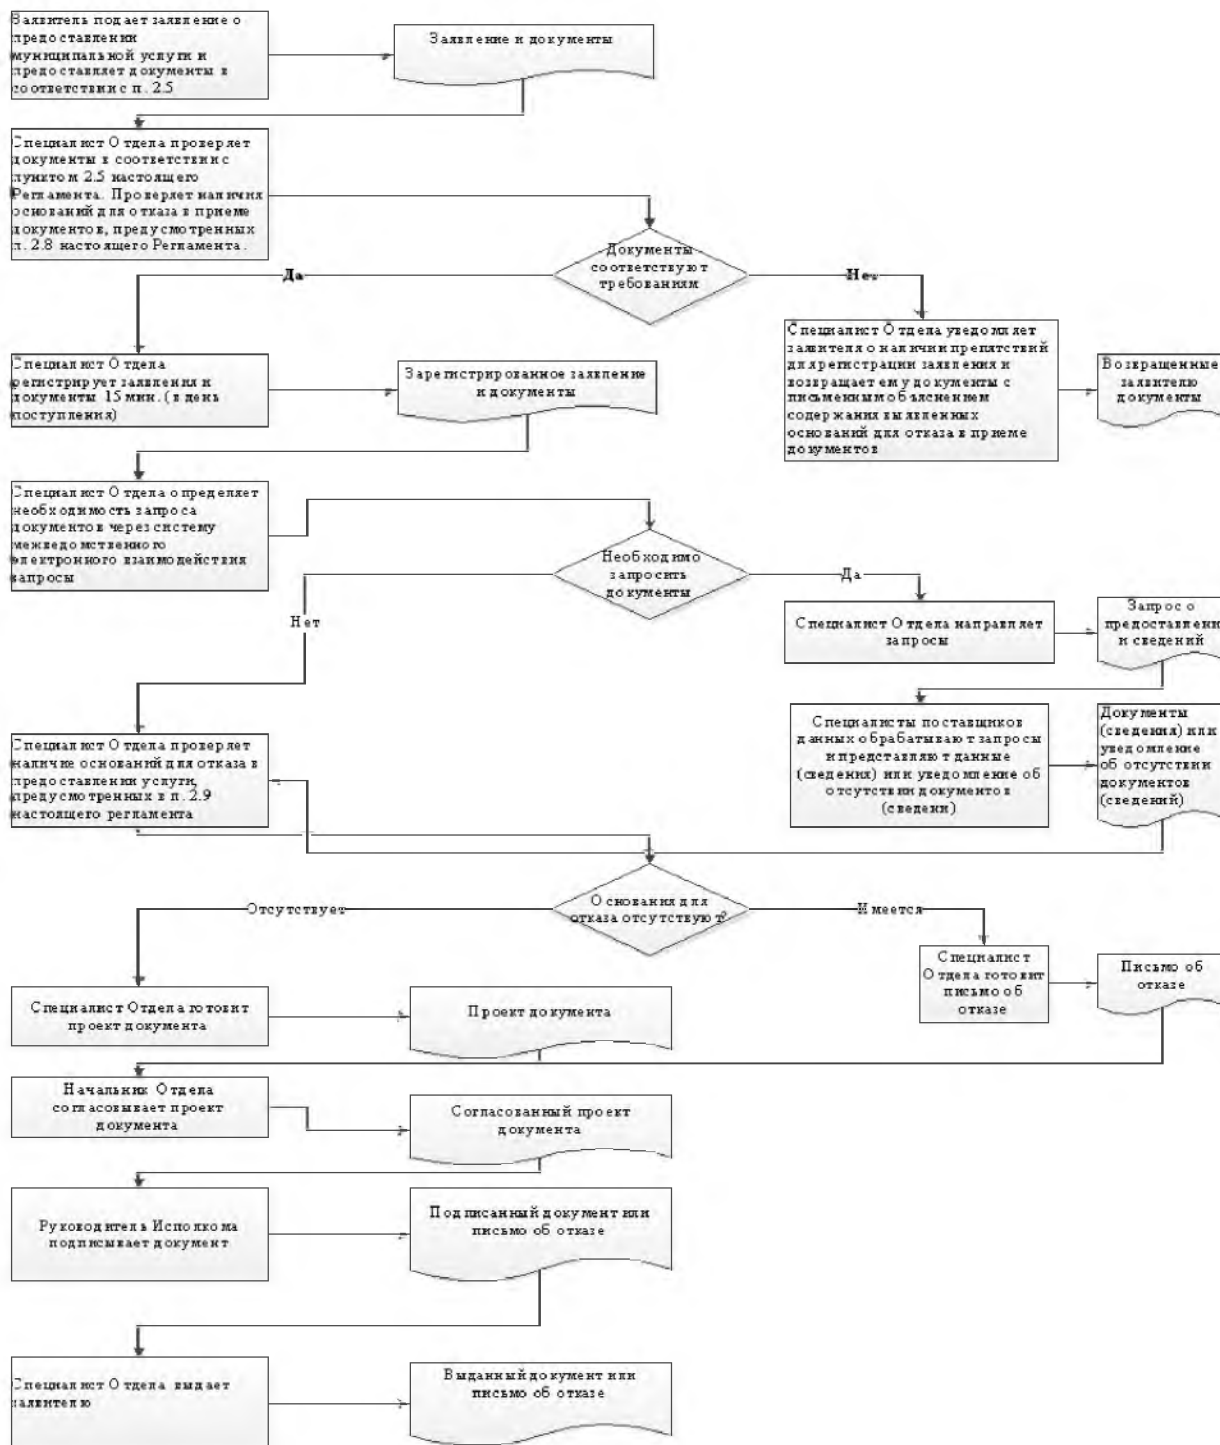 Заявитель подает заявление о
предоставлении
муниципальной услуги и
предоставляет документы в
соответствии с п. 2.5
Заявление и документы
Специалист Отдела проверяет
документы в соответствии с
пунктом 2.5 настоящего
Регламента. Проверяет наличия
оснований для отказа в приеме
документов, предусмотренных
п. 2.8 настоящего Регламента.
Документы
соответствуют
требованиям
Да
Нет
Специалист Отдела
регистрирует заявления и
документы 15 мин. (в день
поступления)
Зарегистрированное заявление
и документы
Специалист Отдела уведомляет
заявителя о наличии препятствий
для регистрации заявления и
возвращает ему документы с
письменным объяснением
содержания выявленных
оснований для отказа в приеме
документов
Возвращенные
заявителю
документы
Специалист Отдела определяет
необходимость запроса
документов через систему
межведомственного
электронного взаимодействия
запросы
Необходимо
запросить
документы
Да
Нет
Специалист Отдела направляет
запросы
Запрос о
предоставлени
и сведений
Специалисты поставщиков
данных обрабатывают запросы
и представляют данные
(сведения) или уведомление об
отсутствии документов
(сведени)
Документы
(сведения) или
уведомление
об отсутствии
документов
(сведений)
Специалист Отдела проверяет
наличие оснований для отказа в
предоставлении услуги,
предусмотренных в п. 2.9
настоящего регламента
Основания для
отказа отсутствуют?
Отсутствует
Имеется
Специалист
Отдела готовит
письмо об
отказе
Письмо об
отказе
Специалист Отдела готовит
проект документа
Проект документа
Начальник Отдела
согласовывает проект
документа
Согласованный проект
документа
Руководитель Исполкома
подписывает документ
Подписанный документ или
письмо об отказе
Специалист Отдела выдает
заявителю
Выданный документ или
письмо об отказе